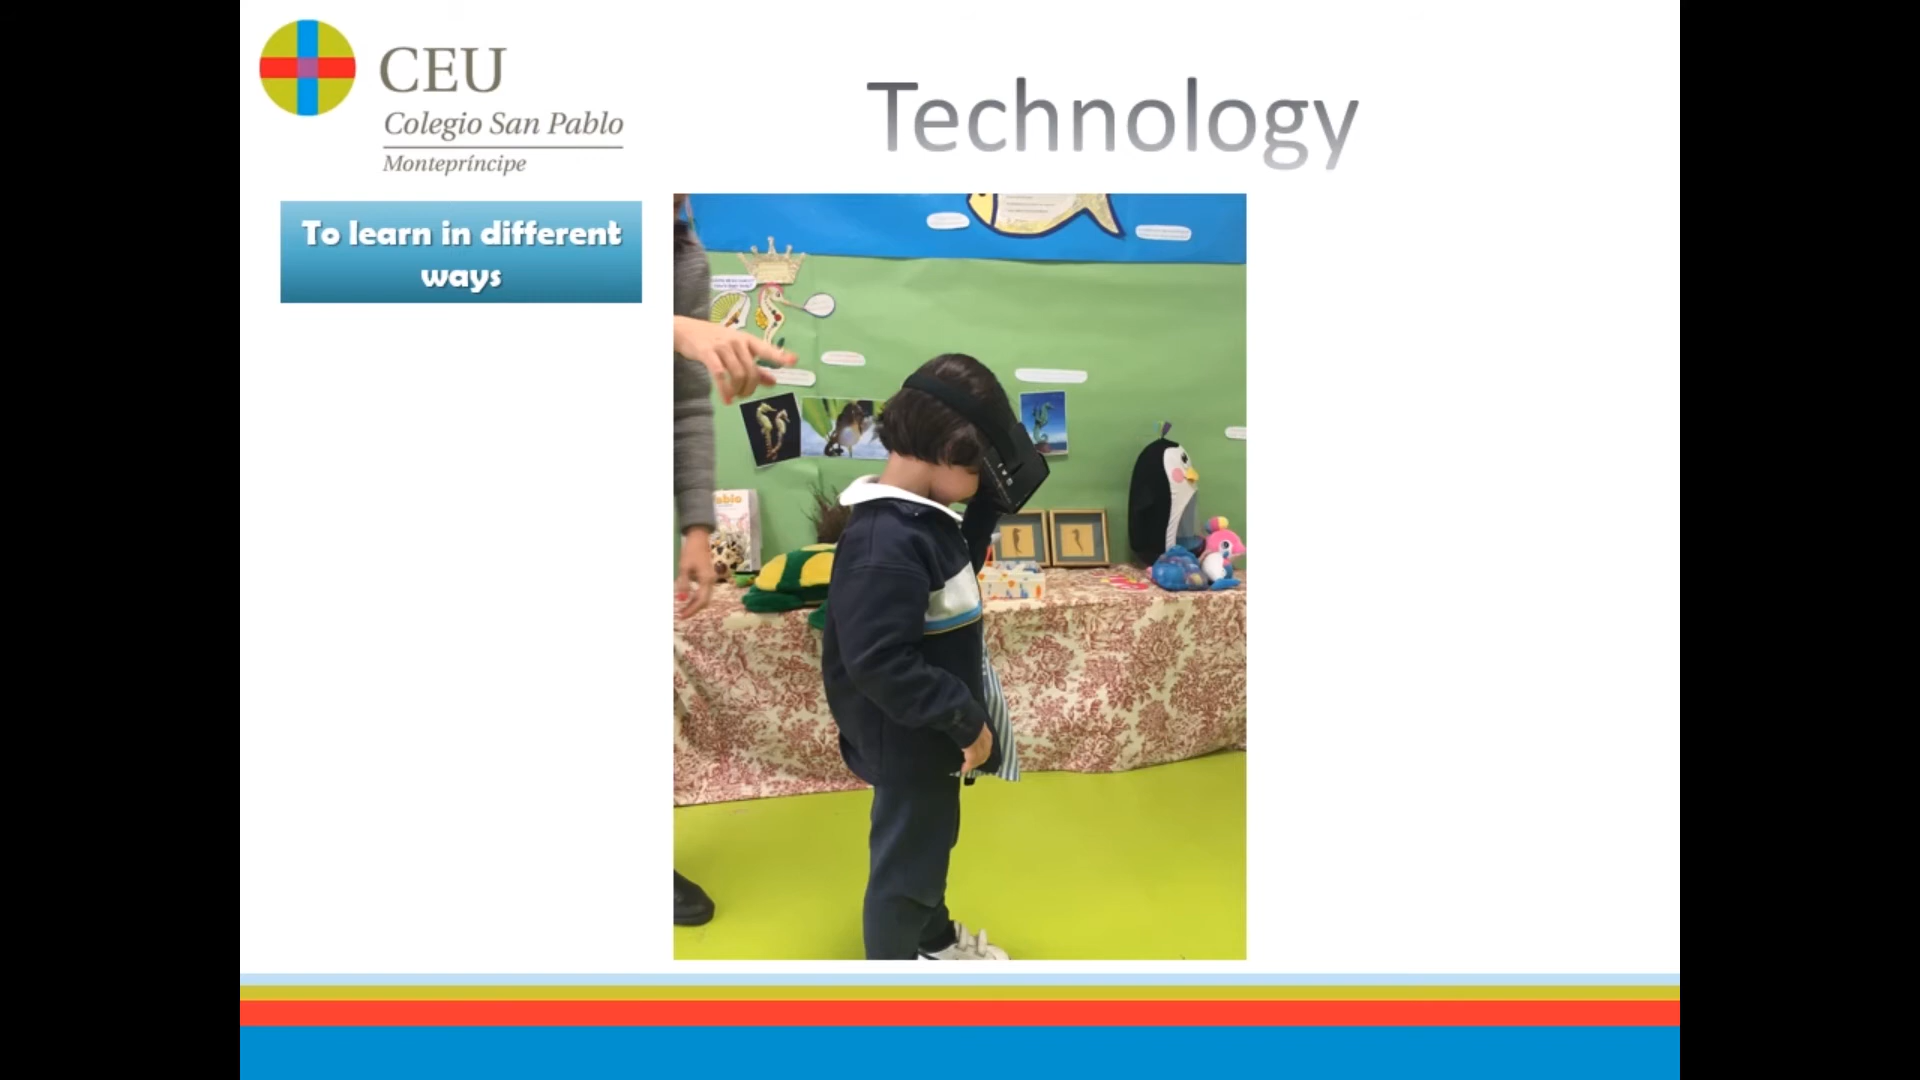 CEU
Colegio San Pablo
Montepríncipe
Technology
To learn in different
ways